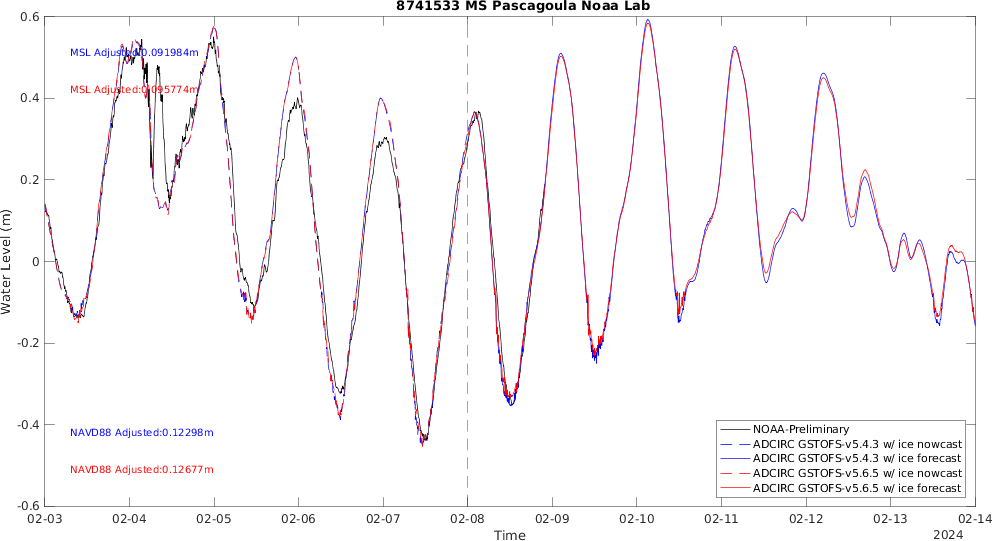 8741533 MS Pascagoula Noaa Lab
MSL Adjusted:0.091984m
MSL Adjusted:0.095774m
NAVD88 Adjusted:0.12298m
NAVD88 Adjusted:0.12677m
Water Level (m)
0.6
0.4
0.2
0
-0.2
-0.4
-0.6
NOAA-Preliminary
ADCIRC GSTOFS-v5.4.3 w/ ice nowcast
ADCIRC GSTOFS-v5.4.3 w/ ice forecast
ADCIRC GSTOFS-v5.6.5 w/ ice nowcast
ADCIRC GSTOFS-v5.6.5 w/ ice forecast
02-03 02-04 02-05 02-06 02-07 02-08 02-09 02-10 02-11 02-12 02-13 02-14
Time
2024